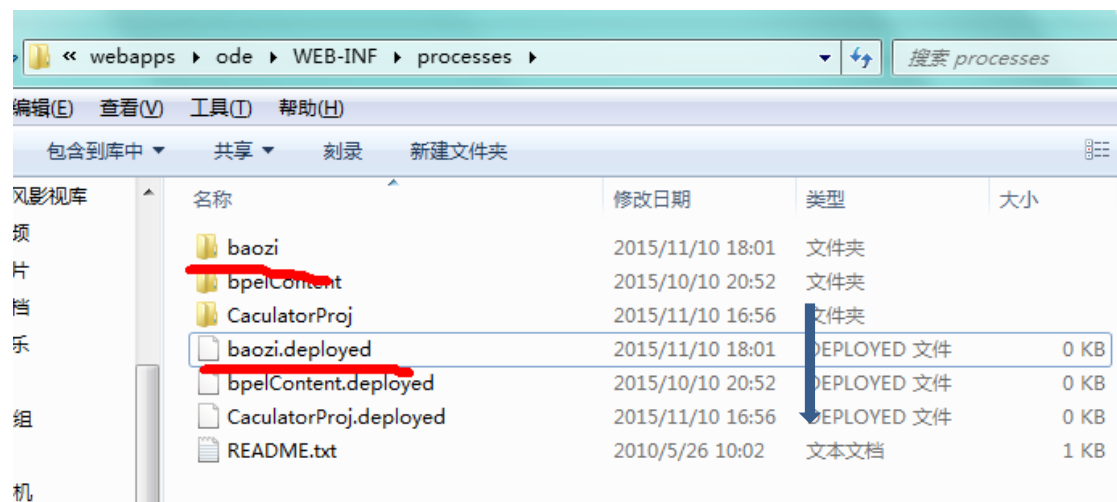 « webapps ode WEB-INF processes 搜索 processes
编辑(E) 查看(V) 工具(T) 帮助(H)
包含到库中 共享 刻录 新建文件夹
风影视库 名称 修改日期 类型 大小
频
baozi 2015/11/10 18:01 文件夹
片 bpelContent 2015/10/10 20:52 文件夹
档 CaculatorProj 2015/11/10 16:56 文件夹
乐 baozi.deployed 2015/11/10 18:01 DEPLOYED 文件 0 KB
bpelContent.deployed 2015/10/10 20:52 DEPLOYED 文件 0 KB
组 CaculatorProj.deployed 2015/11/10 16:56 DEPLOYED 文件 0 KB
README.txt 2010/5/26 10:02 文本文档 1 KB
机